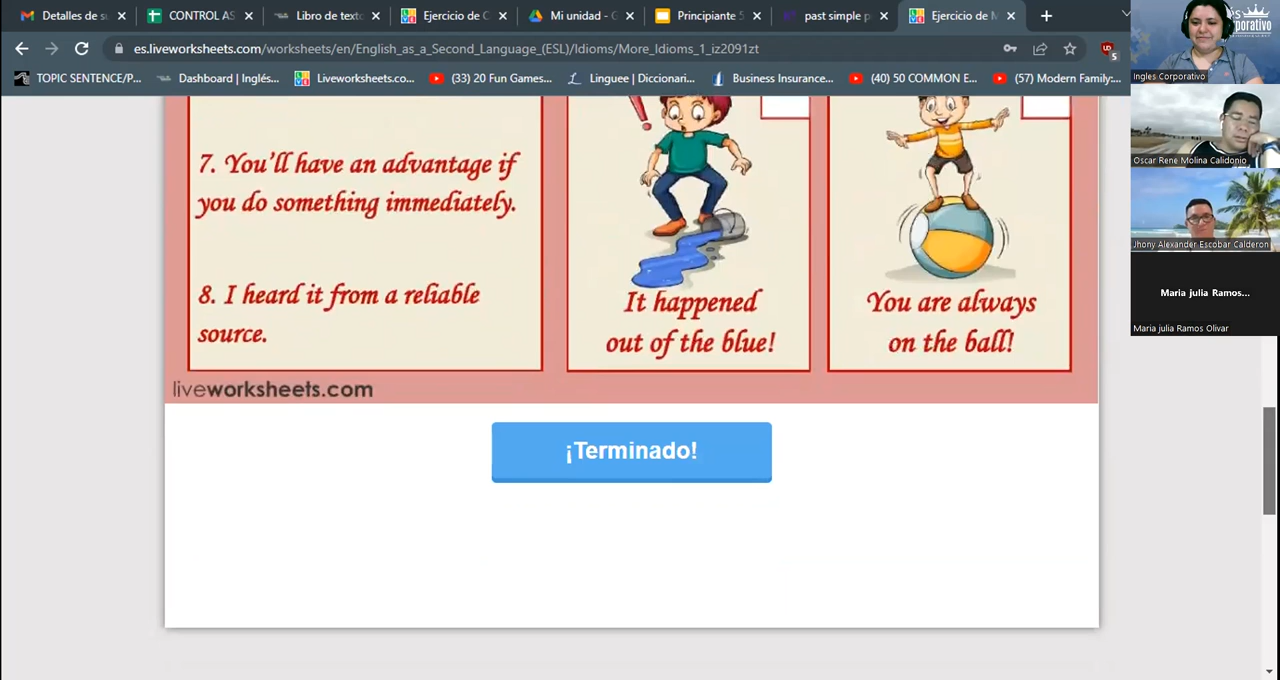 Detalles de su
CONTROL AS
Libro de texto
Ejercicio de C
Mi unidad - G
Principiante 5
past simple p
Ejercicio de M
es.liveworksheets.com/worksheets/en/English_as_a_Second_Language_(ESL)/Idioms/More_Idioms_1_iz2091zt
5
TOPIC SENTENCE/P...
Dashboard | Inglés...
Liveworksheets.co...
(33) 20 Fun Games...
Linguee | Diccionari...
Business Insurance...
(40) 50 COMMON E...
(57) Modern Family:...
Ingles Corporativo
Oscar René Molina Calidonio
Jhony Alexander Escobar Calderon
Maria julia Ramos...
Maria julia Ramos Olivar
7. You'll have an advantage if
you do something immediately.
8. I heard it from a reliable
source.
It happened
out of the blue!
You are always
on the ball!
liveworksheets.com
¡Terminado!